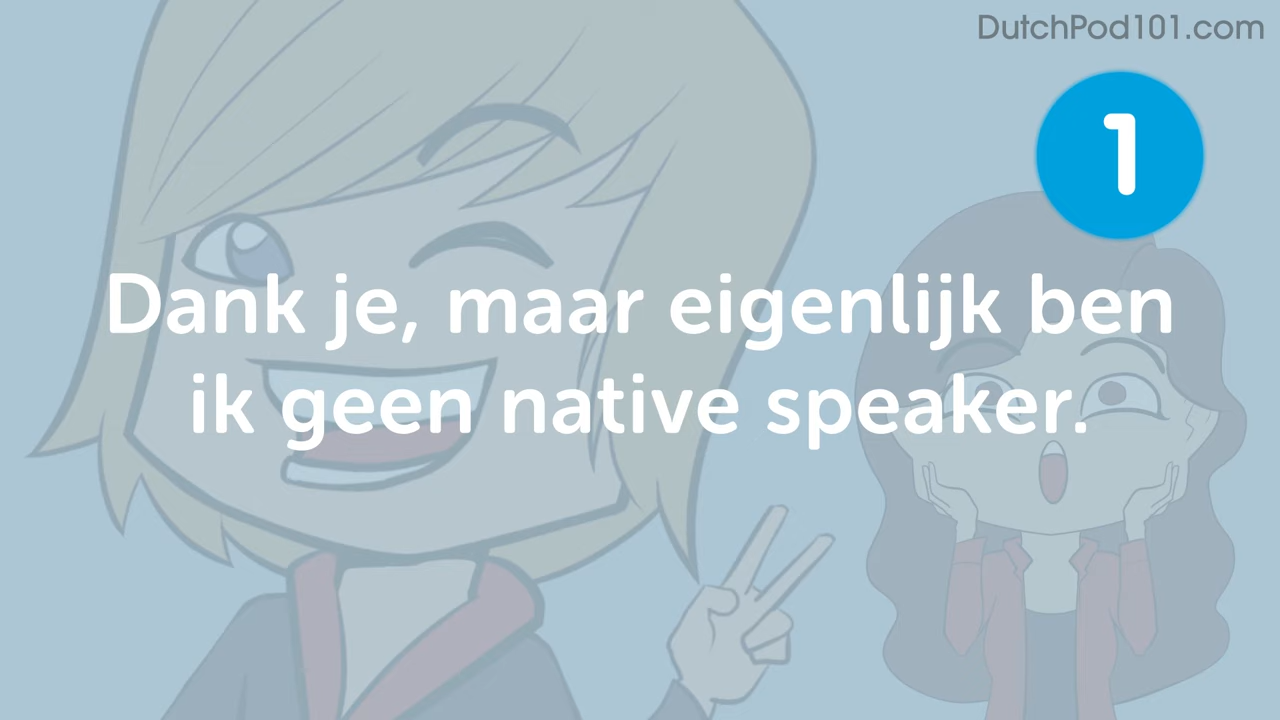 DutchPod101.com
1
Dank je, maar eigenlijk ben
ik geen native speaker.